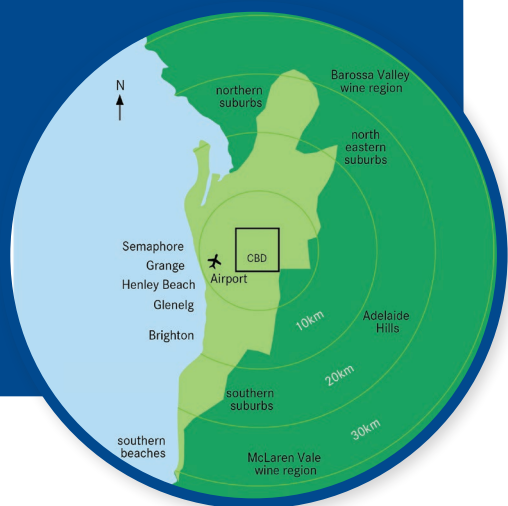 N
northern
suburbs
Barossa Valley
wine region
north
eastern
suburbs
Semaphore
Grange
Henley Beach
Glenelg
Brighton
CBD
Airport
10km
20km
30km
Adelaide
Hills
southern
suburbs
southern
beaches
McLaren Vale
wine region